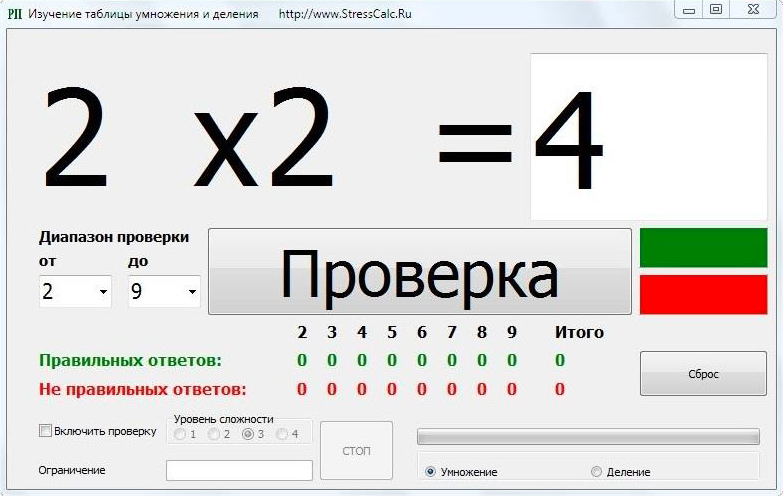 РП Изучение таблицы умножения и деления http://www.StressCalc.Ru
2 x2 =4
Диапазон проверки
от до
2 9
Проверка
2 3 4 5 6 7 8 9 Итого
Правильных ответов: 0 0 0 0 0 0 0 0 0
Не правильных ответов: 0 0 0 0 0 0 0 0 0
Сброс
Включить проверку
Уровень сложности
1 2 3 4
СТОП
Ограничение
Умножение Деление